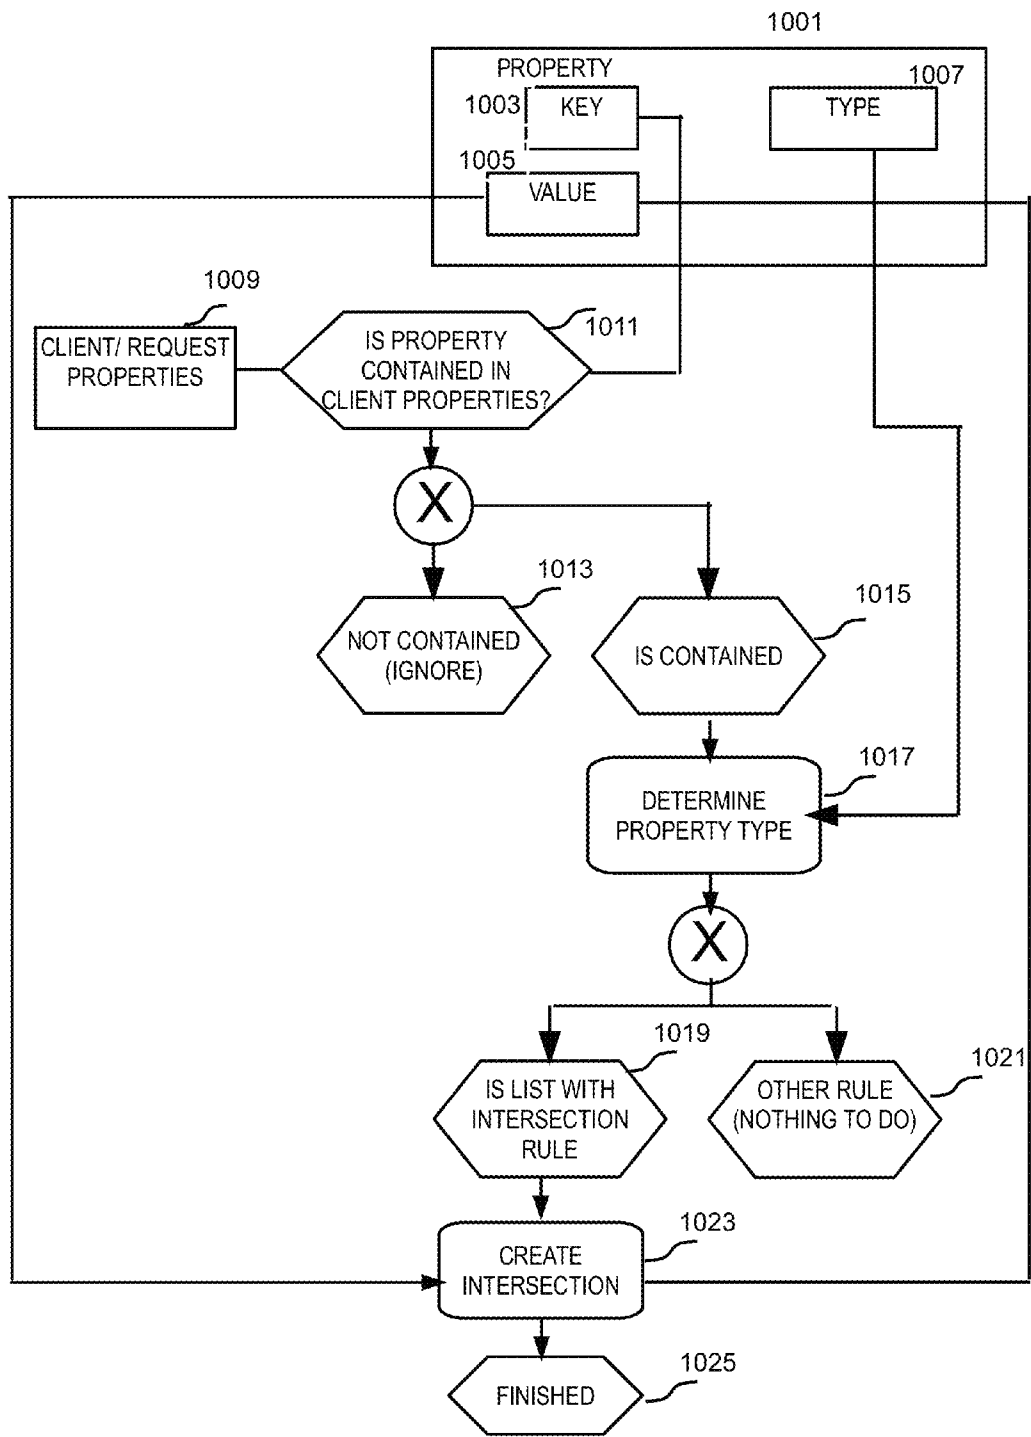 1001
PROPERTY
1007
1003
KEY
TYPE
1005
VALUE
1009
1011
CLIENT/ REQUEST
PROPERTIES
IS PROPERTY
CONTAINED IN
CLIENT PROPERTIES?
X
1013
1015
NOT CONTAINED
(IGNORE)
IS CONTAINED
1017
DETERMINE
PROPERTY TYPE
X
1019
1021
IS LIST WITH
INTERSECTION
RULE
OTHER RULE
(NOTHING TO DO)
1023
CREATE
INTERSECTION
1025
FINISHED